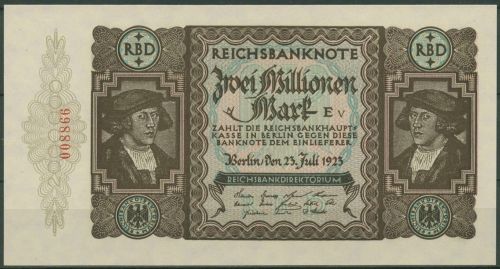 RBD
RBD
REICHSBANKNOTE
Zwei Millionen
Mark
E V
ZAHLT DIE REICHSBANKHAUPT-
KASSE IN BERLIN GEGEN DIESE
BANKNOTE DEM EINLIEFERER
Berlin, den 23. Juli 1923
REICHSBANKDIREKTORIUM
008866